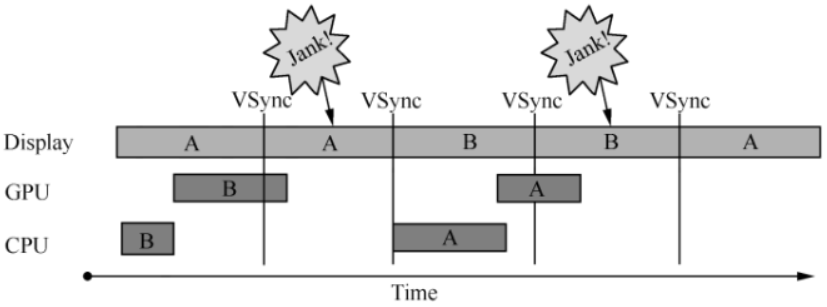 Jank! Jank!
VSync VSync VSync VSync
Display A A B B A
GPU B A
CPU B A
Time